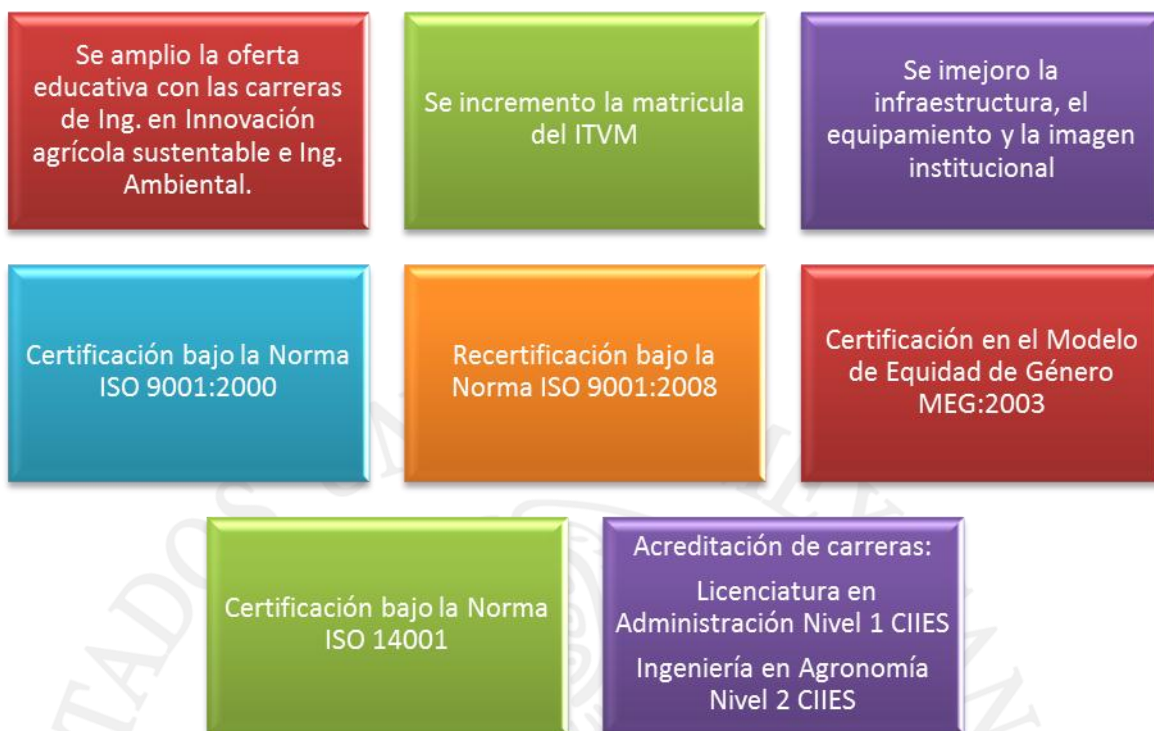 Se amplio la oferta
educativa con las carreras
de Ing. en Innovación
agrícola sustentable e Ing.
Ambiental.
Se incremento la matricula
del ITVM
Se imejoro la
infraestructura, el
equipamiento y la imagen
institucional
Certificación bajo la Norma
ISO 9001:2000
Recertificación bajo la
Norma ISO 9001:2008
Certificación en el Modelo
de Equidad de Género
MEG:2003
Certificación bajo la Norma
ISO 14001
Acreditación de carreras:
Licenciatura en
Administración Nivel 1 CIIES
Ingeniería en Agronomía
Nivel 2 CIIES